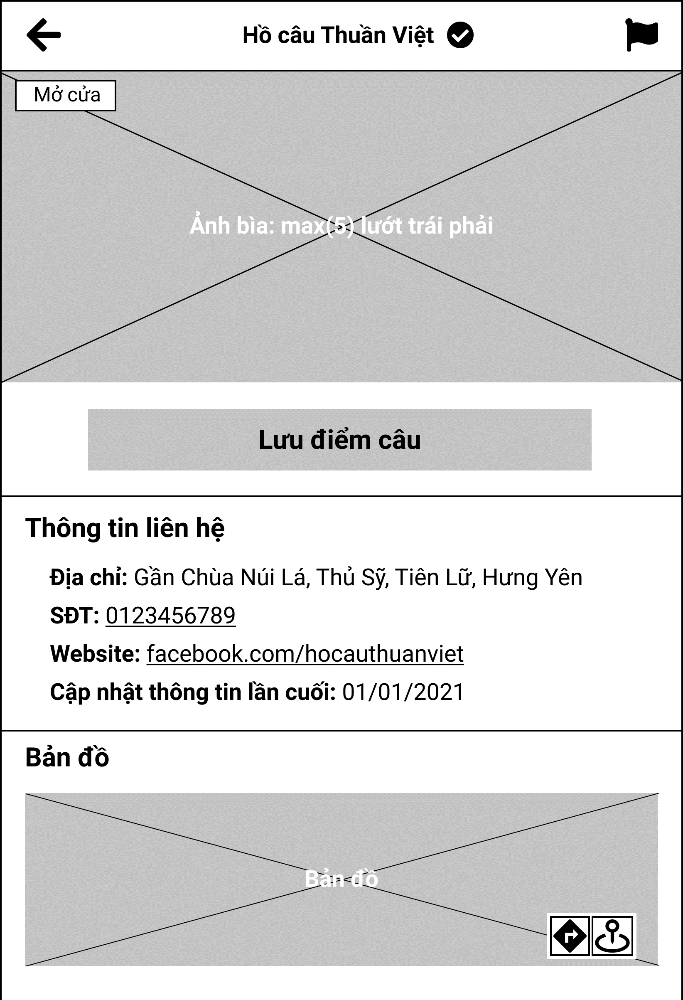 Hồ câu Thuần Việt
Mở cửa
Ảnh bìa: max(5) lướt trái phải
Lưu điểm câu
Thông tin liên hệ
Địa chỉ: Gần Chùa Núi Lá, Thủ Sỹ, Tiên Lữ, Hưng Yên
SĐT: 0123456789
Website: facebook.com/hocauthuanviet
Cập nhật thông tin lần cuối: 01/01/2021
Bản đồ
Bản đồ